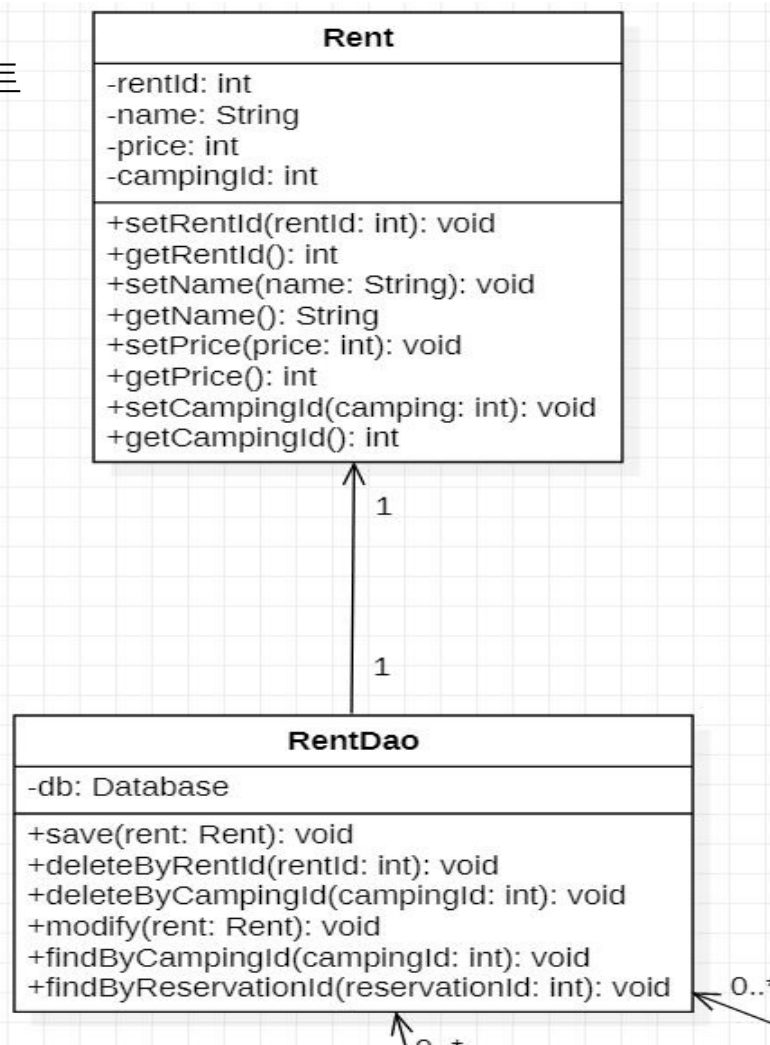 Rent
-rentId: int
-name: String
-price: int
-campingId: int
+setRentId(rentId: int): void
+getRentId(): int
+setName(name: String): void
+getName(): String
+setPrice(price: int): void
+getPrice(): int
+setCampingId(camping: int): void
+getCampingId(): int
1
1
RentDao
-db: Database
+save(rent: Rent): void
+deleteByRentId(rentId: int): void
+deleteByCampingId(campingId: int): void
+modify(rent: Rent): void
+findByCampingId(campingId: int): void
+findByReservationId(reservationId: int): void
0..*
0..*